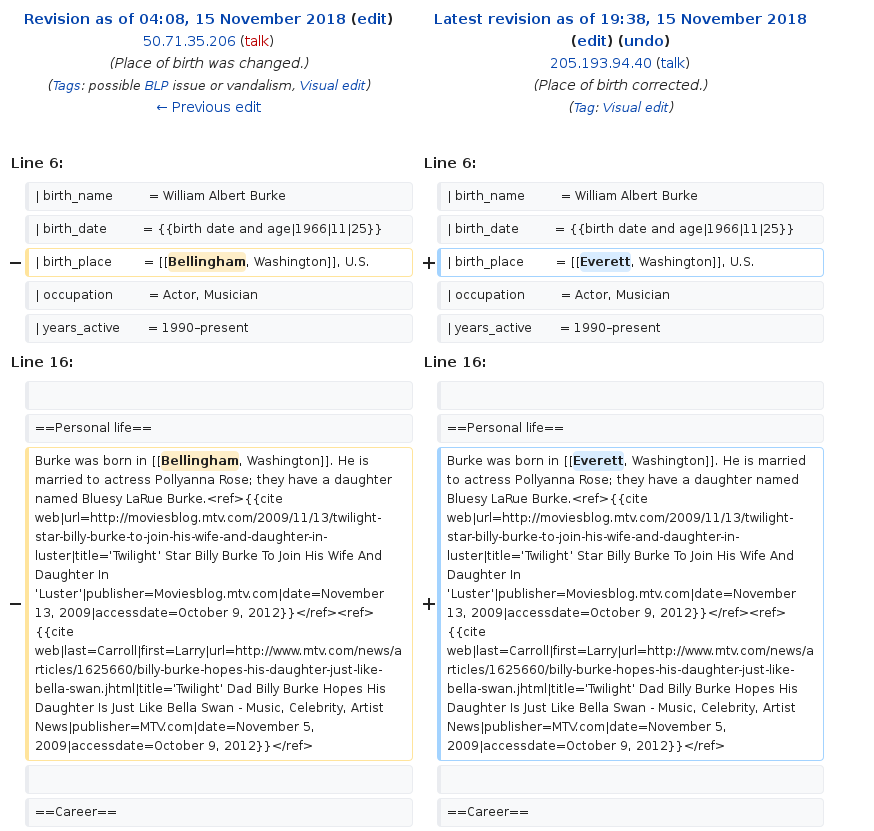 Revision as of 04:08, 15 November 2018 (edit)
50.71.35.206 (talk)
(Place of birth was changed.)
(Tags: possible BLP issue or vandalism, Visual edit)
← Previous edit
Latest revision as of 19:38, 15 November 2018
(edit) (undo)
205.193.94.40 (talk)
(Place of birth corrected.)
(Tag: Visual edit)
Line 6:
| birth_name = William Albert Burke
| birth_date = {{birth date and age|1966|11|25}}
− | birth_place = [[Bellingham, Washington]], U.S.
| occupation = Actor, Musician
| years_active = 1990–present
Line 6:
| birth_name = William Albert Burke
| birth_date = {{birth date and age|1966|11|25}}
+ | birth_place = [[Everett, Washington]], U.S.
| occupation = Actor, Musician
| years_active = 1990–present
Line 16:
==Personal life==
Burke was born in [[Bellingham, Washington]]. He is
married to actress Pollyanna Rose; they have a daughter
named Bluesy LaRue Burke.<ref>{{cite
web|url=http://moviesblog.mtv.com/2009/11/13/twilight-
star-billy-burke-to-join-his-wife-and-daughter-in-
luster|title='Twilight' Star Billy Burke To Join His Wife And
Daughter In
− 'Luster'|publisher=Moviesblog.mtv.com|date=November
13, 2009|accessdate=October 9, 2012}}</ref><ref>
{{cite
web|last=Carroll|first=Larry|url=http://www.mtv.com/news/a
rticles/1625660/billy-burke-hopes-his-daughter-just-like-
bella-swan.jhtml|title='Twilight' Dad Billy Burke Hopes His
Daughter Is Just Like Bella Swan - Music, Celebrity, Artist
News|publisher=MTV.com|date=November 5,
2009|accessdate=October 9, 2012}}</ref>
==Career==
Line 16:
==Personal life==
Burke was born in [[Everett, Washington]]. He is married
to actress Pollyanna Rose; they have a daughter named
Bluesy LaRue Burke.<ref>{{cite
web|url=http://moviesblog.mtv.com/2009/11/13/twilight-
star-billy-burke-to-join-his-wife-and-daughter-in-
luster|title='Twilight' Star Billy Burke To Join His Wife And
Daughter In
+ 'Luster'|publisher=Moviesblog.mtv.com|date=November
13, 2009|accessdate=October 9, 2012}}</ref><ref>
{{cite
web|last=Carroll|first=Larry|url=http://www.mtv.com/news/a
rticles/1625660/billy-burke-hopes-his-daughter-just-like-
bella-swan.jhtml|title='Twilight' Dad Billy Burke Hopes His
Daughter Is Just Like Bella Swan - Music, Celebrity, Artist
News|publisher=MTV.com|date=November 5,
2009|accessdate=October 9, 2012}}</ref>
==Career==